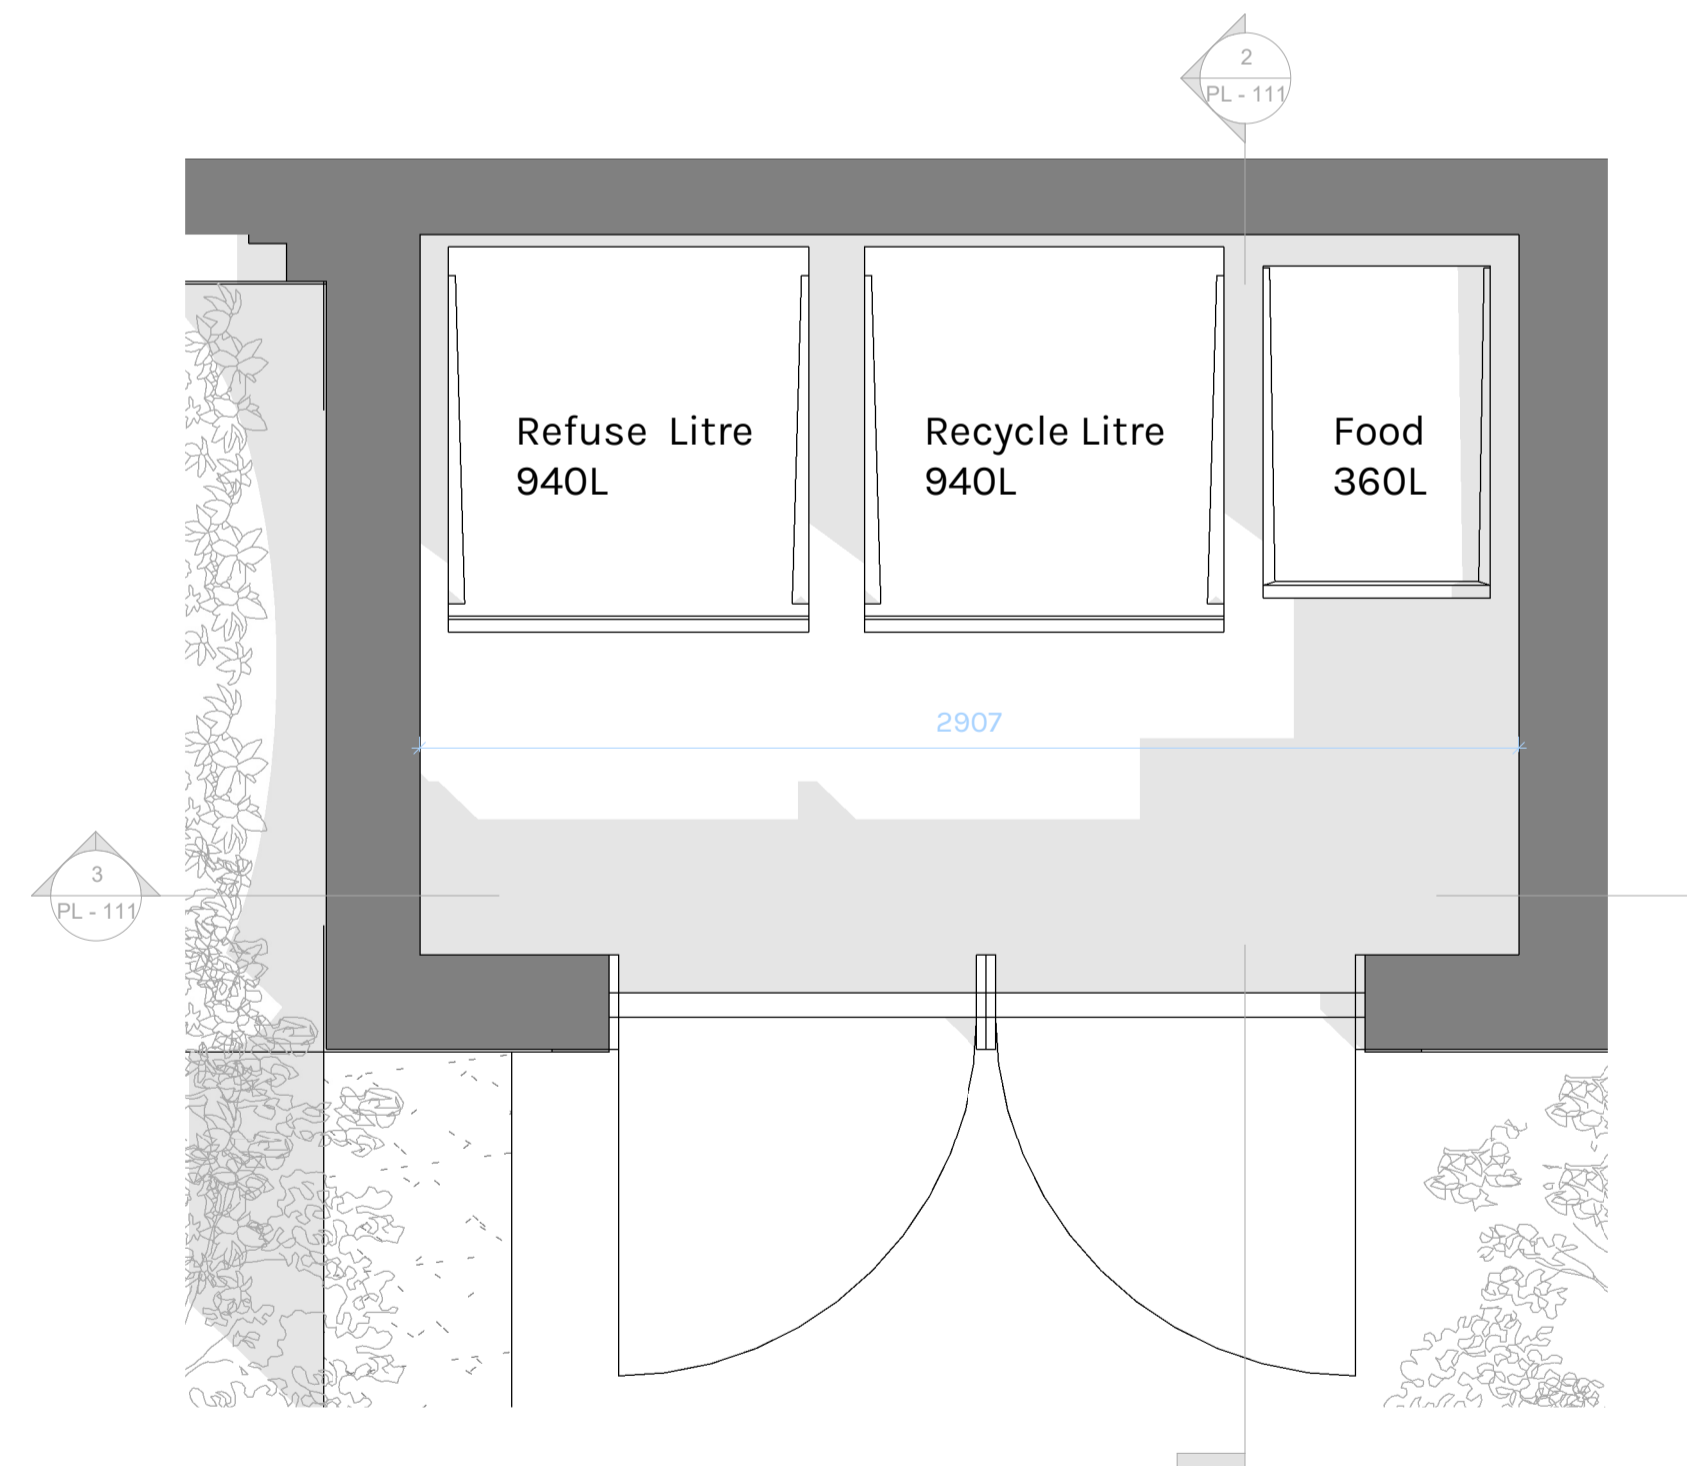 2
PL - 111
Refuse  Litre
940L
Recycle Litre
940L
Food
360L
2907
3
PL - 111